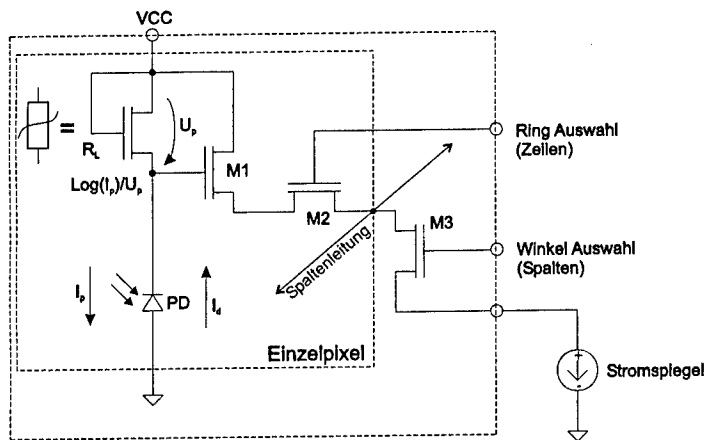 VCC
=
U_p
R_L
M1
Log(I_p)/U_p
Ring Auswahl
(Zeilen)
M2
M3
Spaltenleitung
Winkel Auswahl
(Spalten)
I_p
PD
I_d
Einzelpixel
Stromspiegel